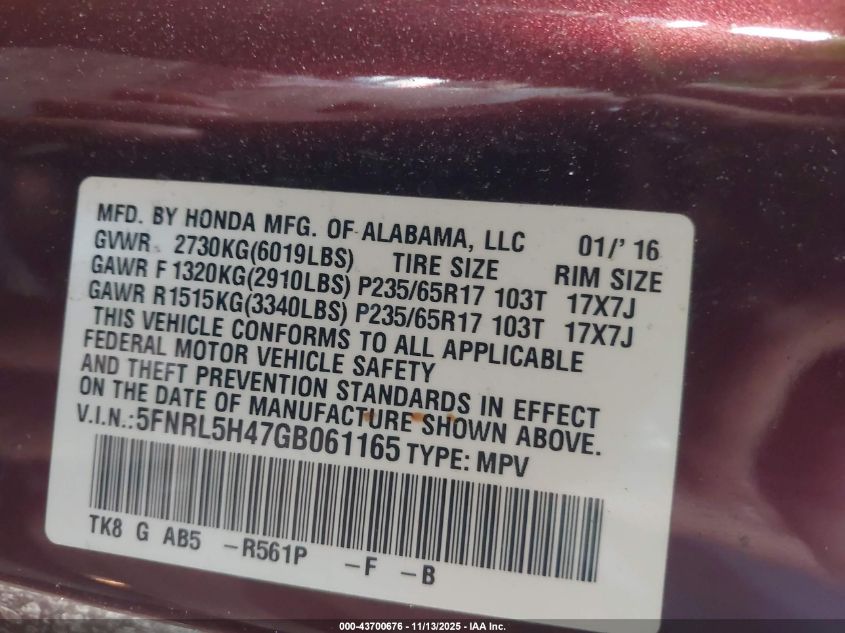 MFD. BY HONDA MFG. OF ALABAMA, LLC 01/' 16
GVWR 2730KG(6019LBS) TIRE SIZE RIM SIZE
GAWR F 1320KG(2910LBS) P235/65R17 103T 17X7J
GAWR R1515KG(3340LBS) P235/65R17 103T 17X7J
THIS VEHICLE CONFORMS TO ALL APPLICABLE
FEDERAL MOTOR VEHICLE SAFETY
AND THEFT PREVENTION STANDARDS IN EFFECT
ON THE DATE OF MANUFACTURE SHOWN ABOVE.
V.I.N.:5FNRL5H47GB061165 TYPE: MPV
TK8 G AB5 -R561P -F -B
000-43700676 - 11/13/2025 - IAA Inc.